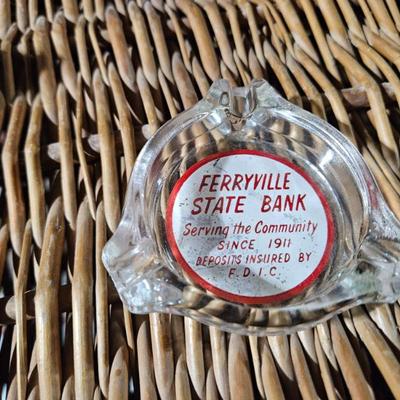 FERRYVILLE
STATE BANK
Serving the Community
SINCE 1911
DEPOSITS INSURED BY
F.D.I.C.